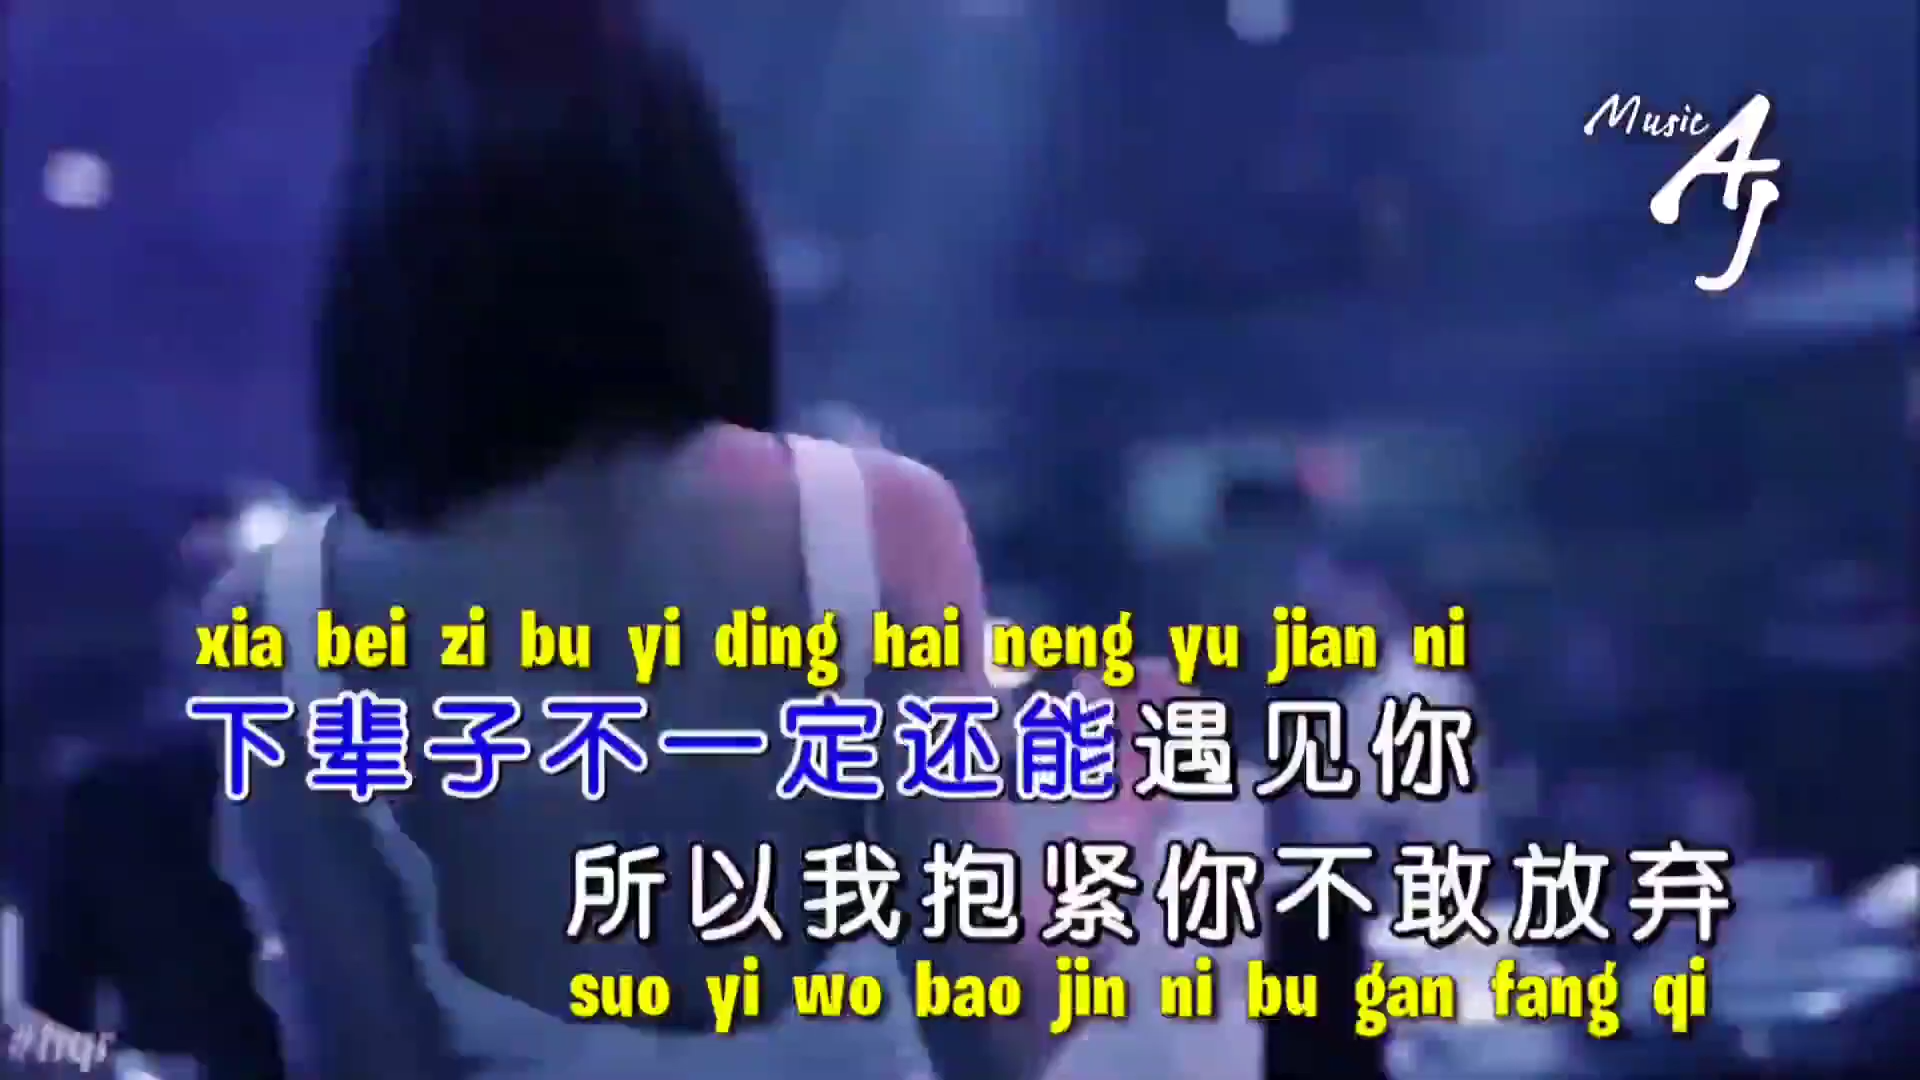 Music
AJ
xia bei zi bu yi ding hai neng yu jian ni
下辈子不一定还能遇见你
所以我抱紧你不敢放弃
suo yi wo bao jin ni bu gan fang qi